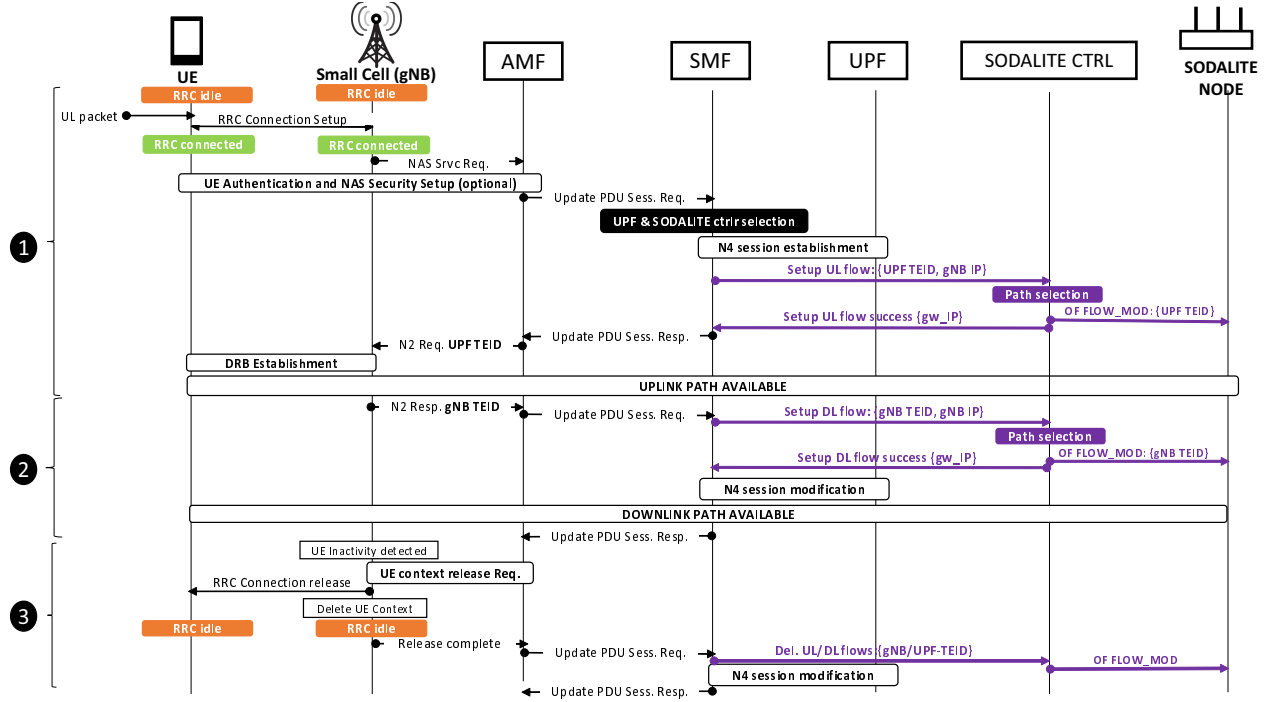 UE
Small Cell (gNB)
AMF
SMF
UPF
SODALITE CTRL
SODALITE
NODE
RRC idle
RRC idle
UL packet
RRC Connection Setup
RRC connected
RRC connected
NAS Srvc Req.
UE Authentication and NAS Security Setup (optional)
Update PDU Sess. Req.
UPF & SODALITE ctrlr selection
1
N4 session establishment
Setup UL flow: {UPF TEID, gNB IP}
Path selection
OF FLOW_MOD: {UPF TEID}
Setup UL flow success {gw_IP}
Update PDU Sess. Resp.
N2 Req. UPF TEID
DRB Establishment
UPLINK PATH AVAILABLE
N2 Resp. gNB TEID
Update PDU Sess. Req.
Setup DL flow: {gNB TEID, gNB IP}
Path selection
OF FLOW_MOD: {gNB TEID}
Setup DL flow success {gw_IP}
2
N4 session modification
DOWNLINK PATH AVAILABLE
Update PDU Sess. Resp.
UE Inactivity detected
UE context release Req.
RRC Connection release
Delete UE Context
3
RRC idle
RRC idle
Release complete
Update PDU Sess. Req.
Del. UL/DL flows:{gNB/UPF-TEID}
OF FLOW_MOD
N4 session modification
Update PDU Sess. Resp.